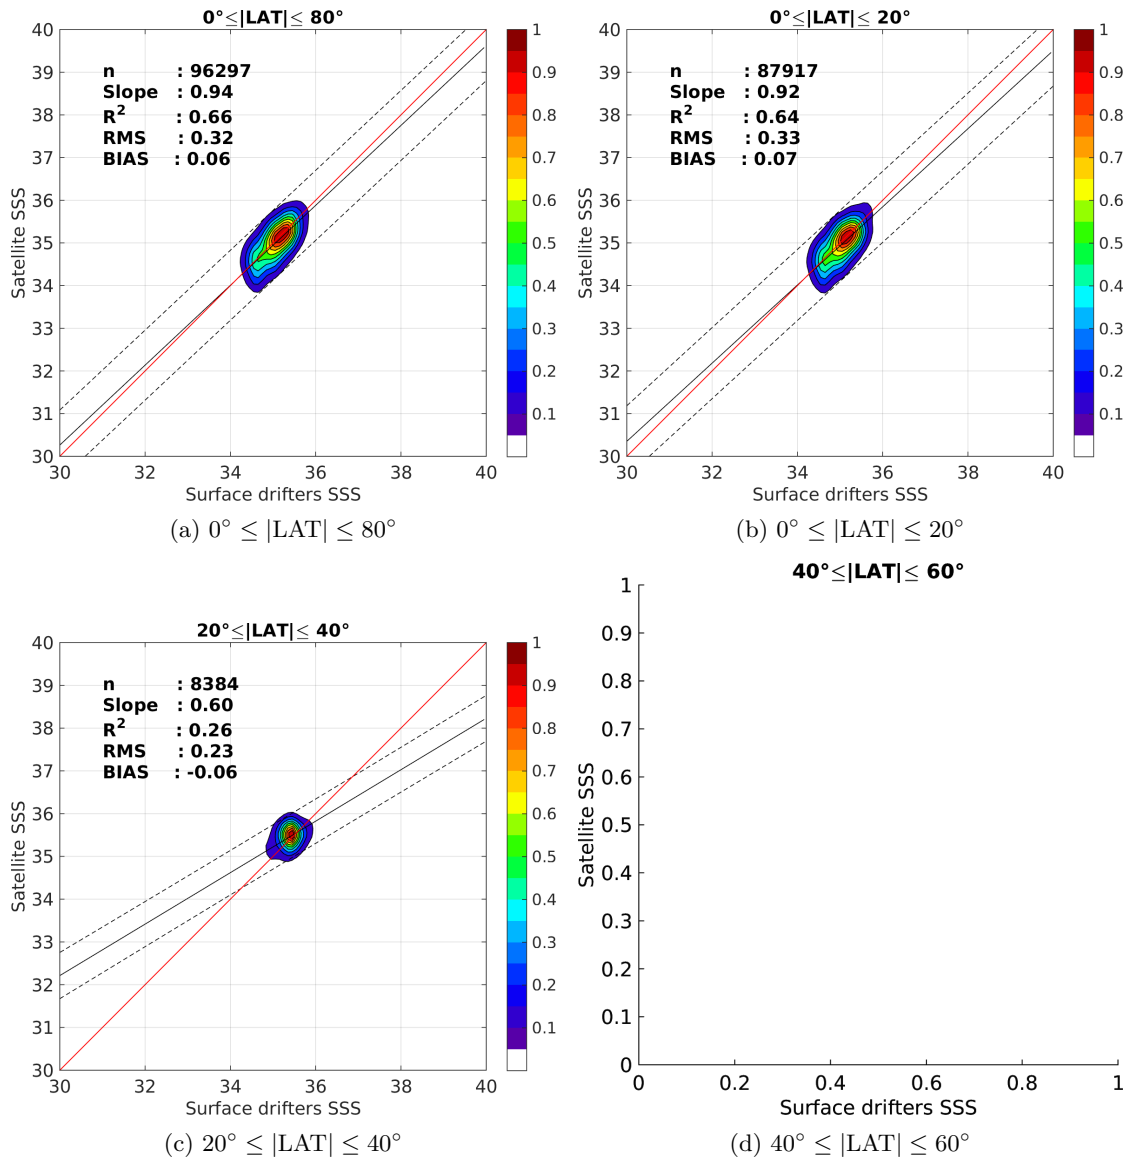 0°≤|LAT|≤ 80°
n : 96297
Slope : 0.94
R2 : 0.66
RMS : 0.32
BIAS : 0.06
Satellite SSS
40
39
38
37
36
35
34
33
32
31
30
30 32 34 36 38 40
Surface drifters SSS
1
0.9
0.8
0.7
0.6
0.5
0.4
0.3
0.2
0.1
(a) 0° ≤ |LAT| ≤ 80°
0°≤|LAT|≤ 20°
n : 87917
Slope : 0.92
R2 : 0.64
RMS : 0.33
BIAS : 0.07
Satellite SSS
40
39
38
37
36
35
34
33
32
31
30
30 32 34 36 38 40
Surface drifters SSS
1
0.9
0.8
0.7
0.6
0.5
0.4
0.3
0.2
0.1
(b) 0° ≤ |LAT| ≤ 20°
20°≤|LAT|≤ 40°
n : 8384
Slope : 0.60
R2 : 0.26
RMS : 0.23
BIAS : -0.06
Satellite SSS
40
39
38
37
36
35
34
33
32
31
30
30 32 34 36 38 40
Surface drifters SSS
1
0.9
0.8
0.7
0.6
0.5
0.4
0.3
0.2
0.1
(c) 20° ≤ |LAT| ≤ 40°
40°≤|LAT|≤ 60°
Satellite SSS
1
0.9
0.8
0.7
0.6
0.5
0.4
0.3
0.2
0.1
0
0 0.2 0.4 0.6 0.8 1
Surface drifters SSS
(d) 40° ≤ |LAT| ≤ 60°